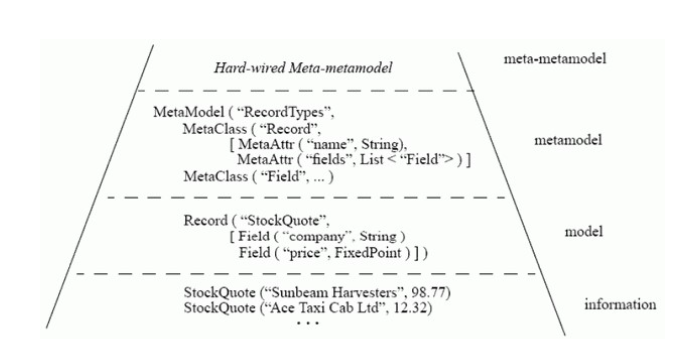 Hard-wired Meta-metamodel
meta-metamodel
MetaModel ( “RecordTypes”,
MetaClass ( “Record”,
[ MetaAttr ( “name”, String),
MetaAttr ( “fields”, List < “Field”> ) ]
MetaClass ( “Field”, ... )
metamodel
Record ( “StockQuote”,
[ Field ( “company”, String )
Field ( “price”, FixedPoint ) ] )
model
StockQuote (“Sunbeam Harvesters”, 98.77)
StockQuote (“Ace Taxi Cab Ltd”, 12.32)
• • •
information